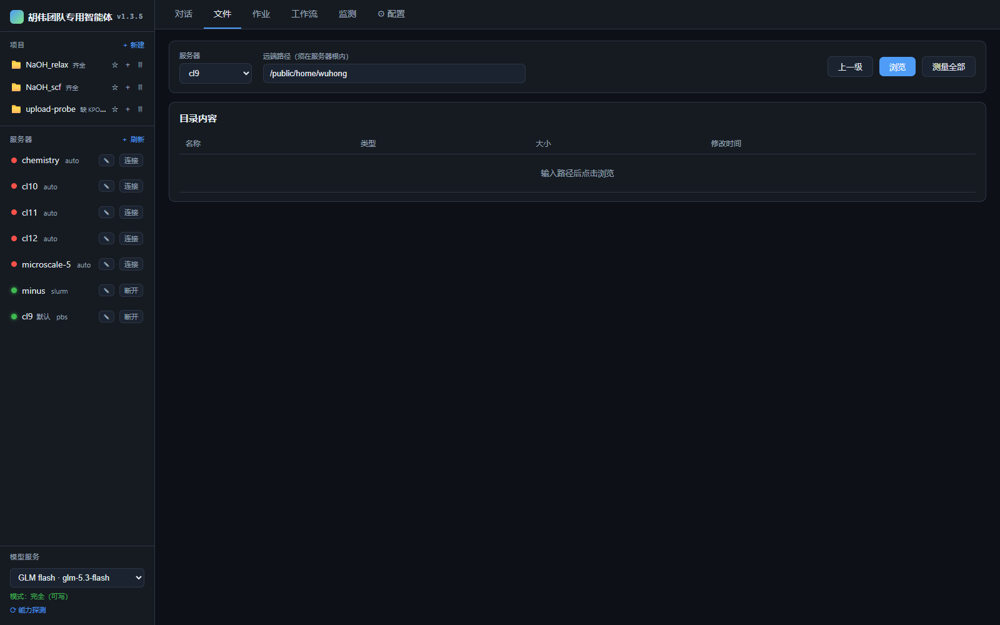 胡伟团队专用智能体 v1.3.5
项目 + 新建
NaOH_relax 齐全 ☆ +
NaOH_scf 齐全 ☆ +
upload-probe 缺 KPO... ☆ +
服务器 + 刷新
chemistry auto 连接
cl10 auto 连接
cl11 auto 连接
cl12 auto 连接
microscale-5 auto 连接
minus slurm 断开
cl9 默认 pbs 断开
模型服务
GLM flash · glm-5.3-flash
模式：完全（可写）
⟳ 能力探测
对话 文件 作业 工作流 监测 ⚙ 配置
服务器 远端路径（须在服务器根内）
cl9 /public/home/wuhong 上一级 浏览 测量全部
目录内容
名称 类型 大小 修改时间
输入路径后点击浏览